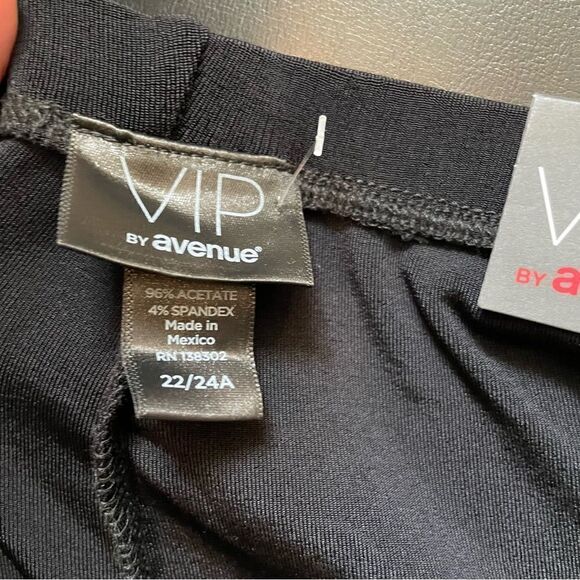 VIP
BY avenue®
96% ACETATE
4% SPANDEX
Made in
Mexico
RN 138302
22/24A
V
BY a